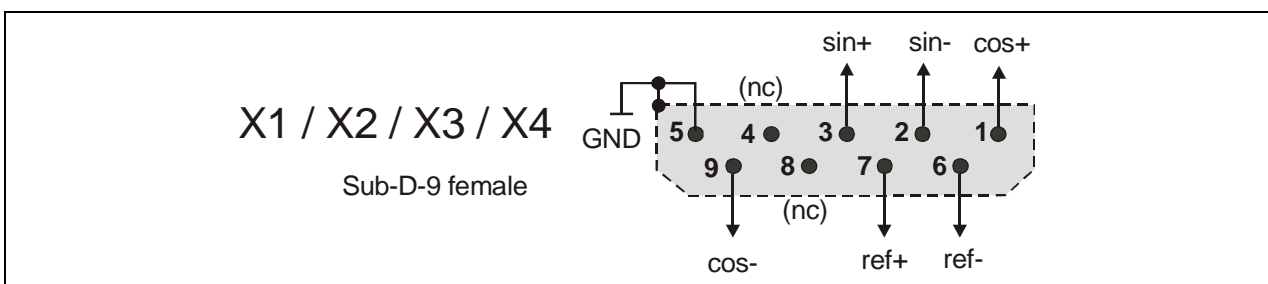 sin+ sin- cos+
(nc)
X1 / X2 / X3 / X4
GND
5 4 3 2 1
9 8 7 6
Sub-D-9 female
(nc)
cos- ref+ ref-